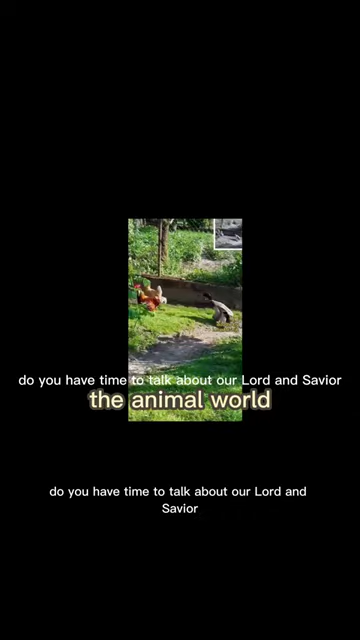 do you have time to talk about our Lord and Savior
the animal world
do you have time to talk about our Lord and
Savior